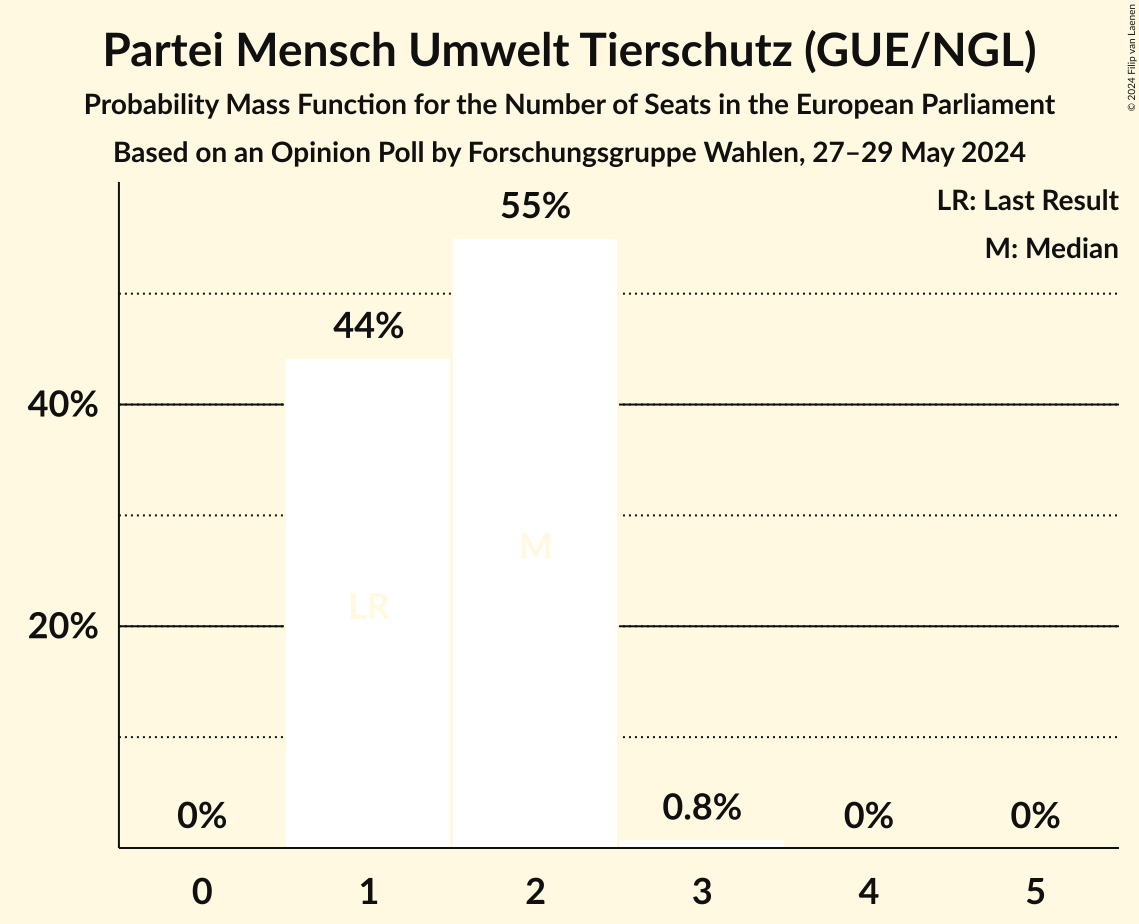 Partei Mensch Umwelt Tierschutz (GUE/NGL)
Probability Mass Function for the Number of Seats in the European Parliament
Based on an Opinion Poll by Forschungsgruppe Wahlen, 27–29 May 2024
© 2024 Filip van Laenen
LR: Last Result
M: Median
55%
44%
40%
M
LR
20%
0%
0.8%
0%
0%
0
1
2
3
4
5